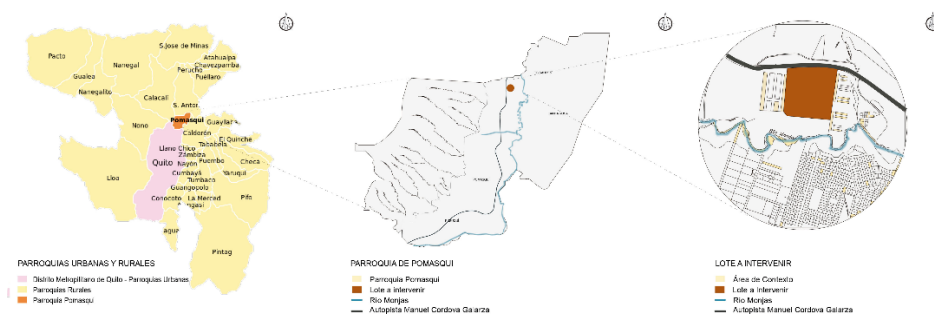 S.Jose de Minas
Pacto
Nanegal
Atahualpa
Chavezpamba
Perucho
Puellaro
Gualea
Nanegalito
Calacali
S. Antor.
Pomasqui
Nono
Guaylla
Calderón
El Quinche
Tababela
Llano Chico
Zámbiza
Quito
Nayón
Puembo
Checa
Cumbayá
Yaruqui
Lloa
Tumbaco
Guangopolo
Conocoto
La Merced
Pifo
Pintag
PARROQUIAS URBANAS Y RURALES
Distrito Metropolitano de Quito - Parroquias Urbanas
Parroquias Rurales
Parroquia Pomasqui
PARROQUIA DE POMASQUI
Parroquia Pomasqui
Lote a intervenir
Rio Monjas
Autopista Manuel Cordova Galarza
LOTE A INTERVENIR
Área de Contexto
Lote a Intervenir
Rio Monjas
Autopista Manuel Cordova Galarza